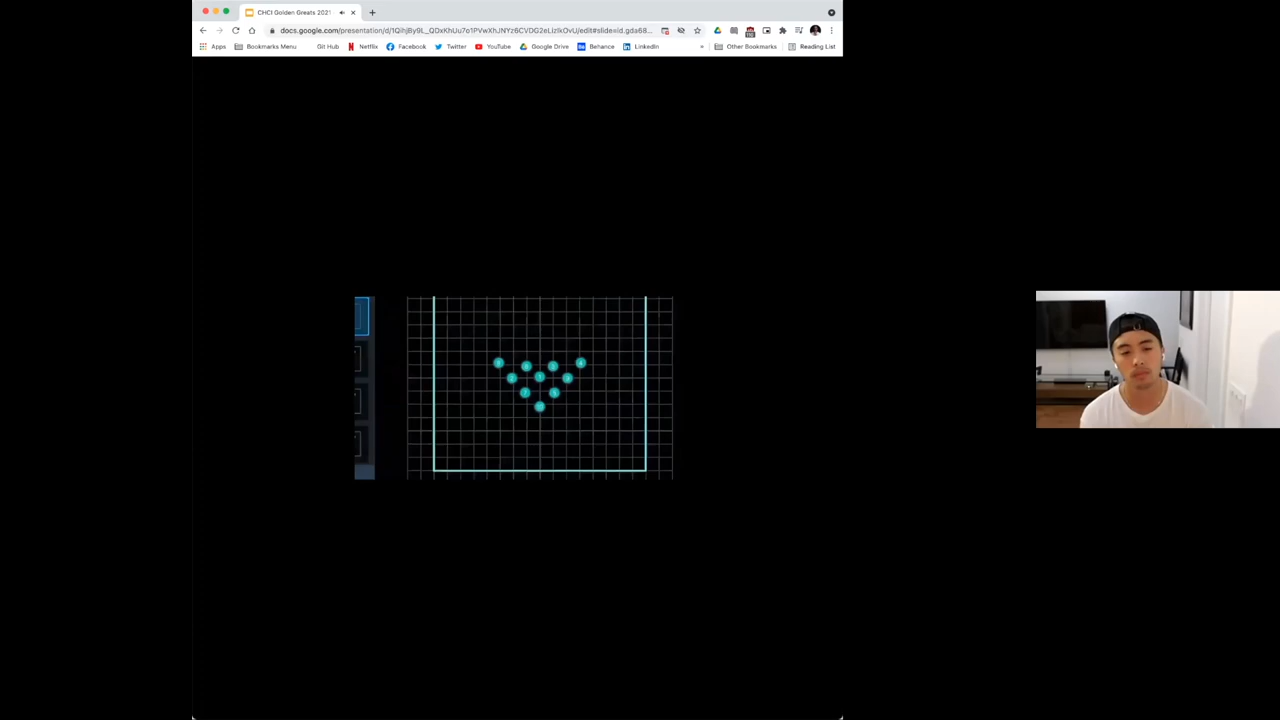 CHCI Golden Greats 2021
docs.google.com/presentation/d/1QihjBy9L_QDxKhUu7o1PVwXhJNYz6CVDG2eLizlkOvU/edit#slide=id.gda68...
Apps Bookmarks Menu Git Hub Netflix Facebook Twitter YouTube Google Drive Behance LinkedIn » Other Bookmarks Reading List